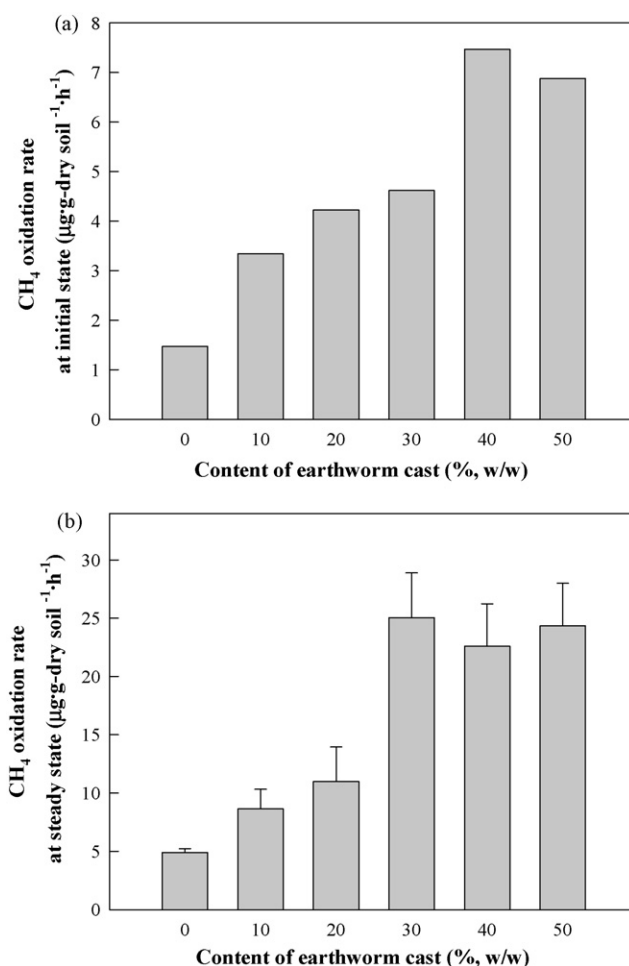 (a)
CH₄ oxidation rate
at initial state (μg·g-dry soil ⁻¹·h⁻¹)
8
7
6
5
4
3
2
1
0
0 10 20 30 40 50
Content of earthworm cast (%, w/w)
(b)
CH₄ oxidation rate
at steady state (μg·g-dry soil ⁻¹·h⁻¹)
30
25
20
15
10
5
0
0 10 20 30 40 50
Content of earthworm cast (%, w/w)